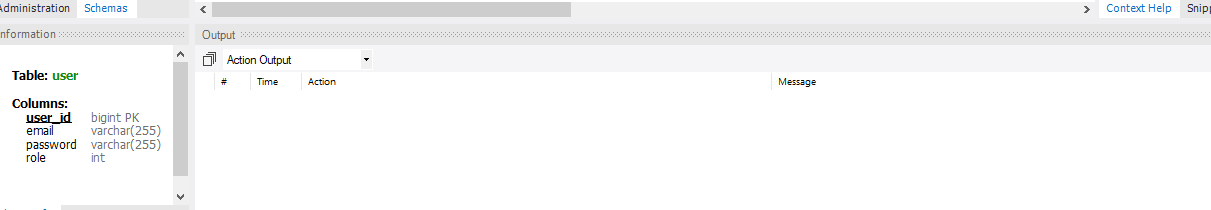 Administration Schemas Context Help Snipp
nformation Output
Action Output
# Time Action Message
Table: user
Columns:
user_id bigint PK
email varchar(255)
password varchar(255)
role int